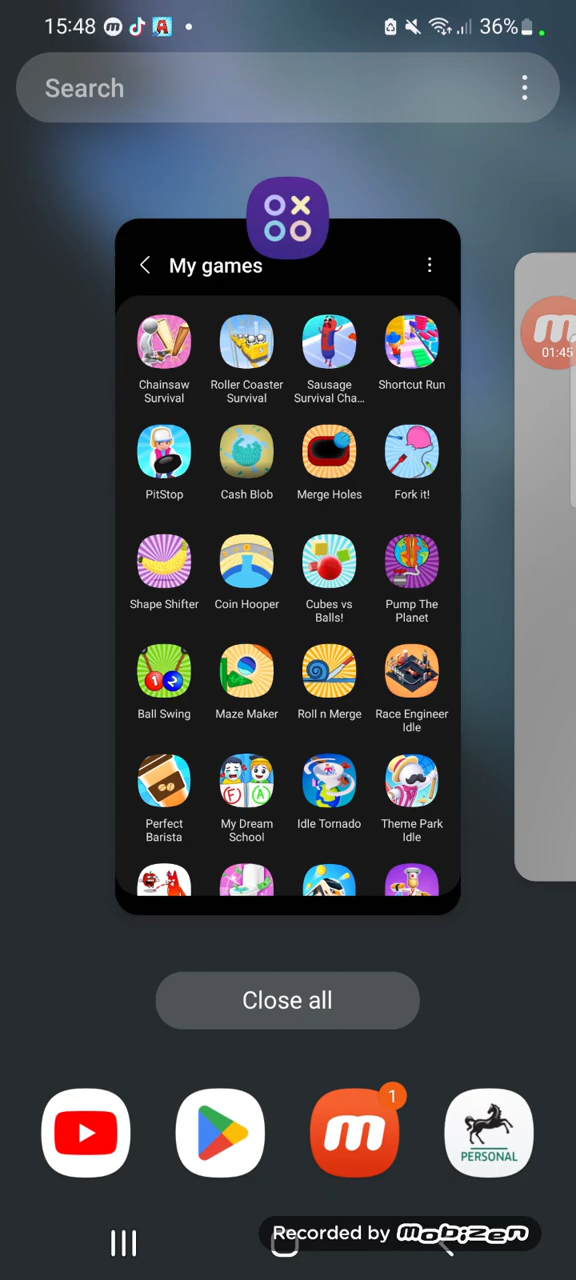 15:48
36%
Search
My games
01:45
Chainsaw Survival
Roller Coaster Survival
Sausage Survival Cha...
Shortcut Run
PitStop
Cash Blob
Merge Holes
Fork it!
Shape Shifter
Coin Hooper
Cubes vs Balls!
Pump The Planet
1 2
Ball Swing
Maze Maker
Roll n Merge
Race Engineer Idle
F A
Perfect Barista
My Dream School
Idle Tornado
Theme Park Idle
Close all
1
m
PERSONAL
Recorded by mobizen